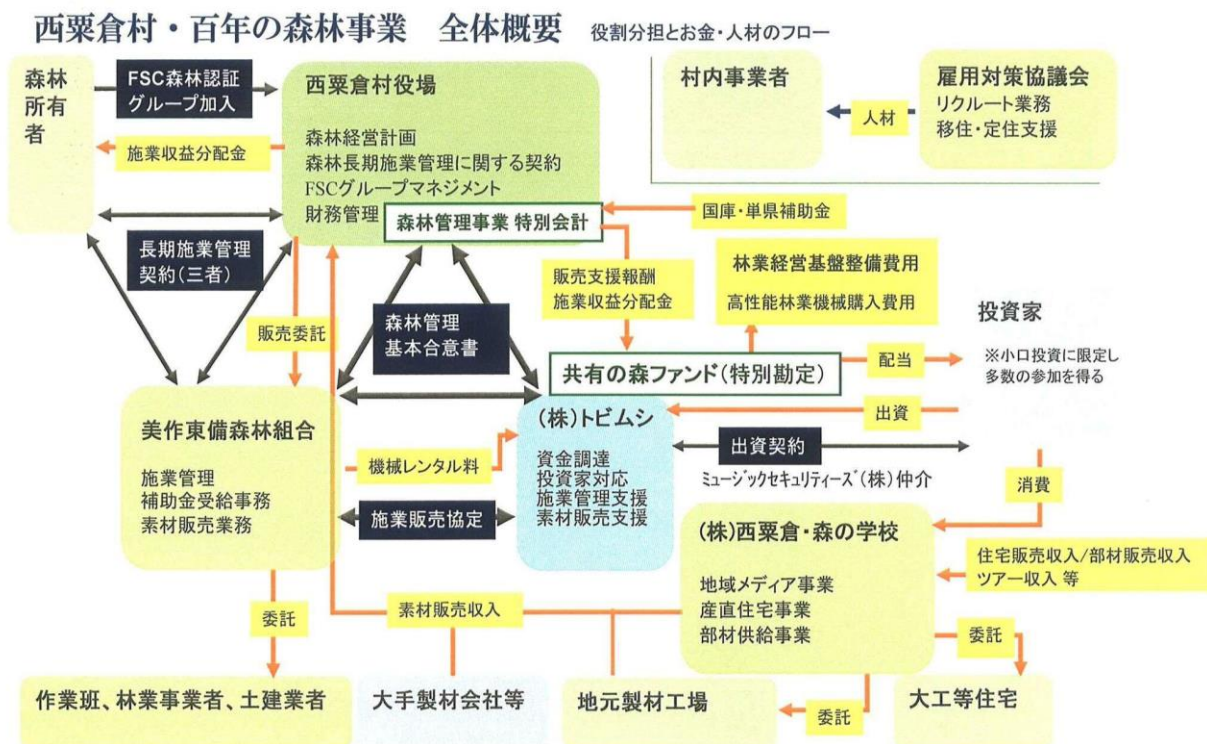 西粟倉村・百年の森林事業 全体概要 役割分担とお金・人材のフロー
森林
所有
者
FSC森林認証
グループ加入
施業収益分配金
西粟倉村役場
森林経営計画
森林長期施業管理に関する契約
FSCグループマネジメント
財務管理
森林管理事業 特別会計
村内事業者
人材
雇用対策協議会
リクルート業務
移住・定住支援
国庫・単県補助金
長期施業管理
契約(三者)
販売委託
森林管理
基本合意書
販売支援報酬
施業収益分配金
林業経営基盤整備費用
高性能林業機械購入費用
投資家
※小口投資に限定し
多数の参加を得る
共有の森ファンド(特別勘定)
配当
出資
美作東備森林組合
施業管理
補助金受給事務
素材販売業務
機械レンタル料
施業販売協定
(株)トビムシ
資金調達
投資家対応
施業管理支援
素材販売支援
出資契約
ミュージックセキュリティーズ(株)仲介
消費
(株)西粟倉・森の学校
地域メディア事業
産直住宅事業
部材供給事業
住宅販売収入/部材販売収入
ツアー収入 等
委託
素材販売収入
委託
作業班、林業事業者、土建業者
大手製材会社等
地元製材工場
委託
大工等住宅